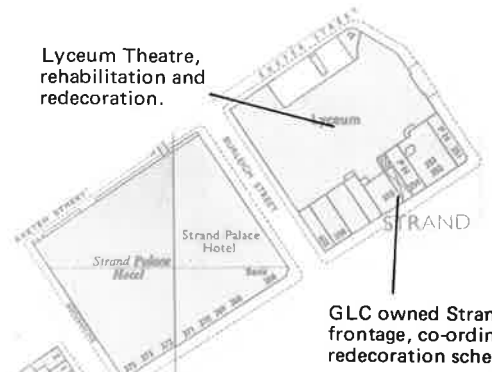 Lyceum Theatre,
rehabilitation and
redecoration.
EXETER STREET
Lyceum
BURLEIGH STREET
STRAND
EXETER STREET
Strand Palace
Hotel
Strand Palace
Hotel
Bank
GLC owned Stran
frontage, co-ordin
redecoration sche